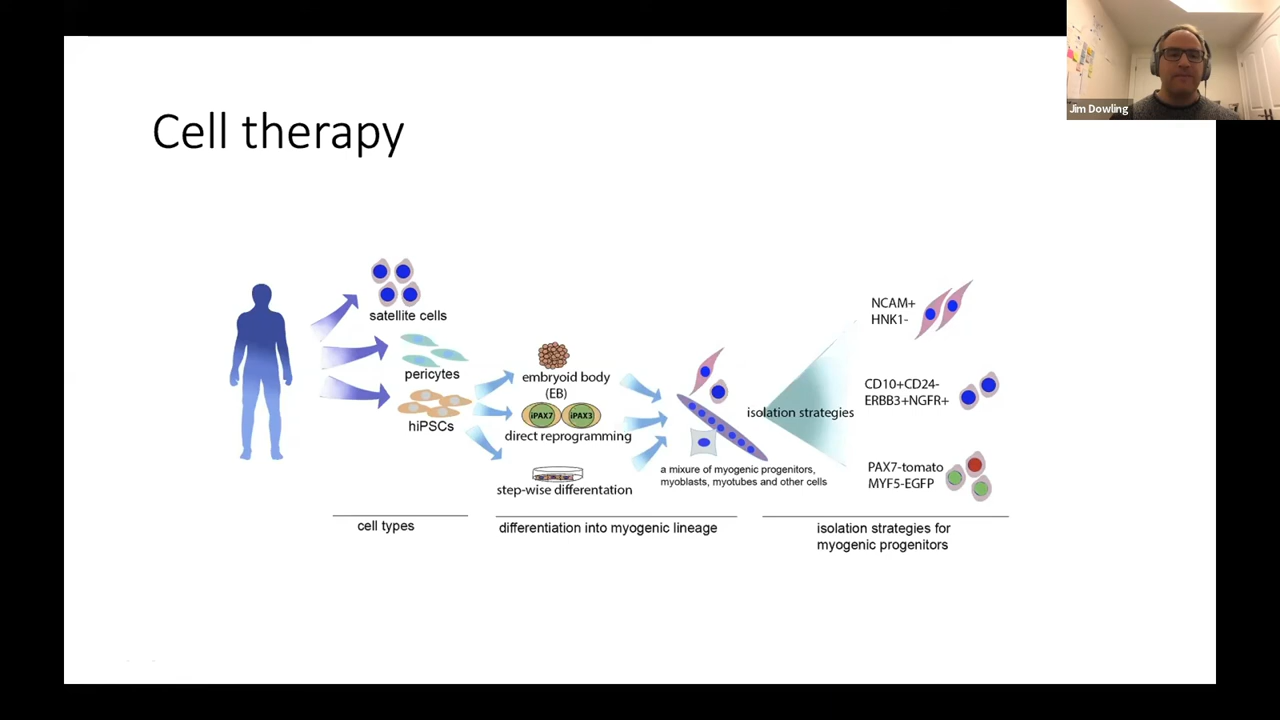 Jim Dowling
Cell therapy
satellite cells
pericytes
hiPSCs
embryoid body
(EB)
iPAX7
iPAX3
direct reprogramming
step-wise differentiation
a mixture of myogenic progenitors,
myoblasts, myotubes and other cells
isolation strategies
NCAM+
HNK1-
CD10+CD24-
ERBB3+NGFR+
PAX7-tomato
MYF5-EGFP
cell types
differentiation into myogenic lineage
isolation strategies for
myogenic progenitors